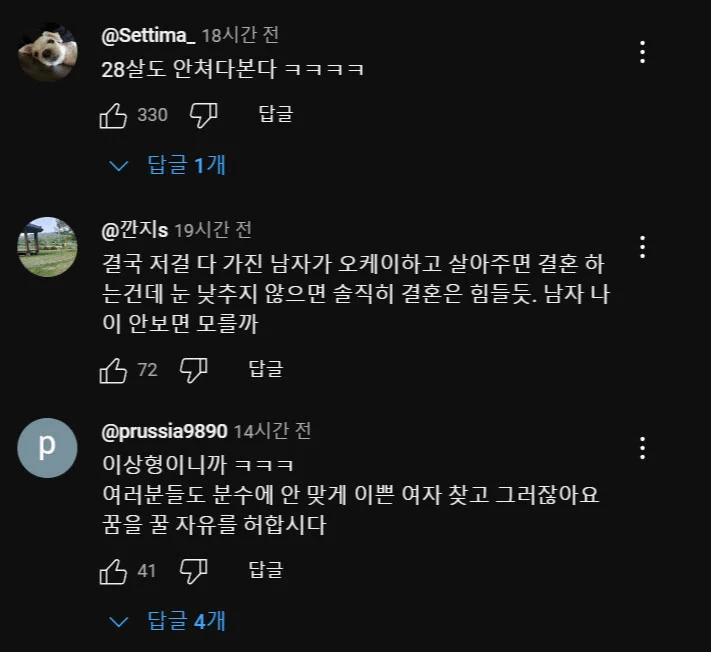 @Settima_ 18시간 전
28살도 안쳐다본다 ㅋㅋㅋㅋ
330 답글
답글 1개
@깐지s 19시간 전
결국 저걸 다 가진 남자가 오케이하고 살아주면 결혼 하
는건데 눈 낮추지 않으면 솔직히 결혼은 힘들듯. 남자 나
이 안보면 모를까
72 답글
@prussia9890 14시간 전
이상형이니까 ㅋㅋㅋ
여러분들도 분수에 안 맞게 이쁜 여자 찾고 그러잖아요
꿈을 꿀 자유를 허합시다
41 답글
답글 4개
p